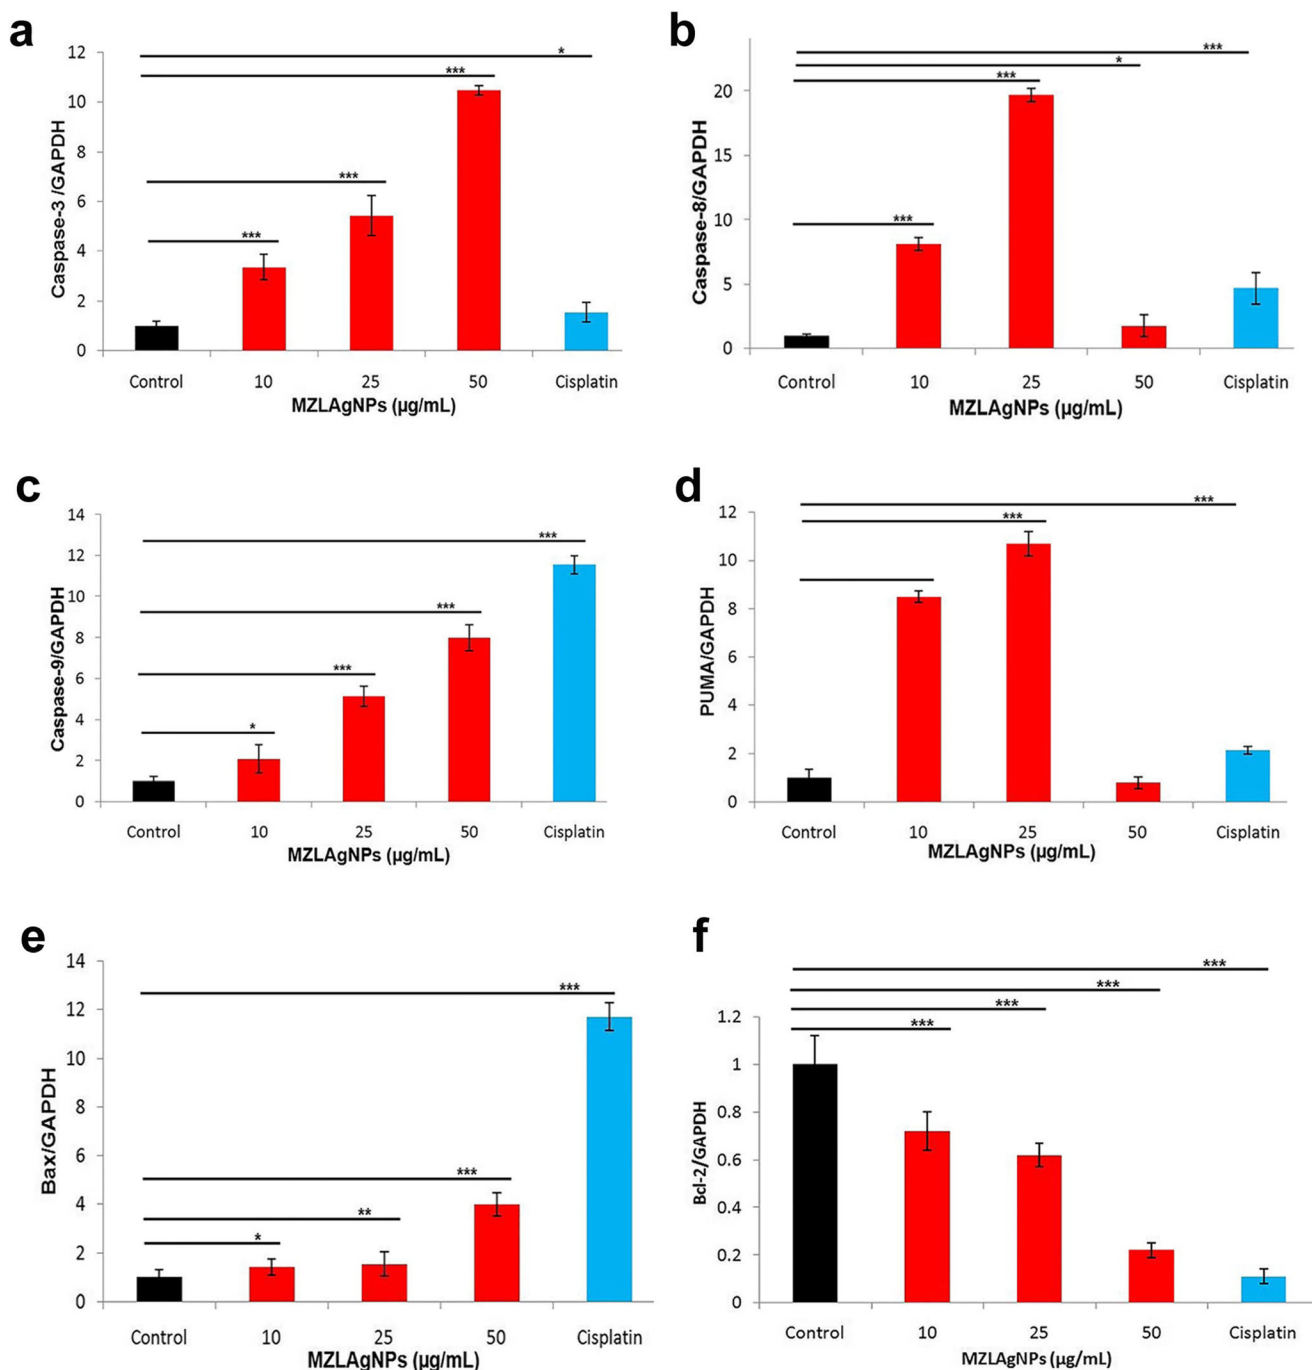 a
12
10
8
6
4
2
0
Caspase-3 /GAPDH
*
***
***
***
Control 10 25 50 Cisplatin
MZLAgNPs (µg/mL)
b
20
15
10
5
0
Caspase-8/GAPDH
***
*
***
***
Control 10 25 50 Cisplatin
MZLAgNPs (µg/mL)
c
14
12
10
8
6
4
2
0
Caspase-9/GAPDH
***
***
***
*
Control 10 25 50 Cisplatin
MZLAgNPs (µg/mL)
d
12
10
8
6
4
2
0
PUMA/GAPDH
***
***
Control 10 25 50 Cisplatin
MZLAgNPs (µg/mL)
e
14
12
10
8
6
4
2
0
Bax/GAPDH
***
***
**
*
Control 10 25 50 Cisplatin
MZLAgNPs (µg/mL)
f
1.2
1
0.8
0.6
0.4
0.2
0
Bcl-2/GAPDH
***
***
***
***
Control 10 25 50 Cisplatin
MZLAgNPs (µg/mL)